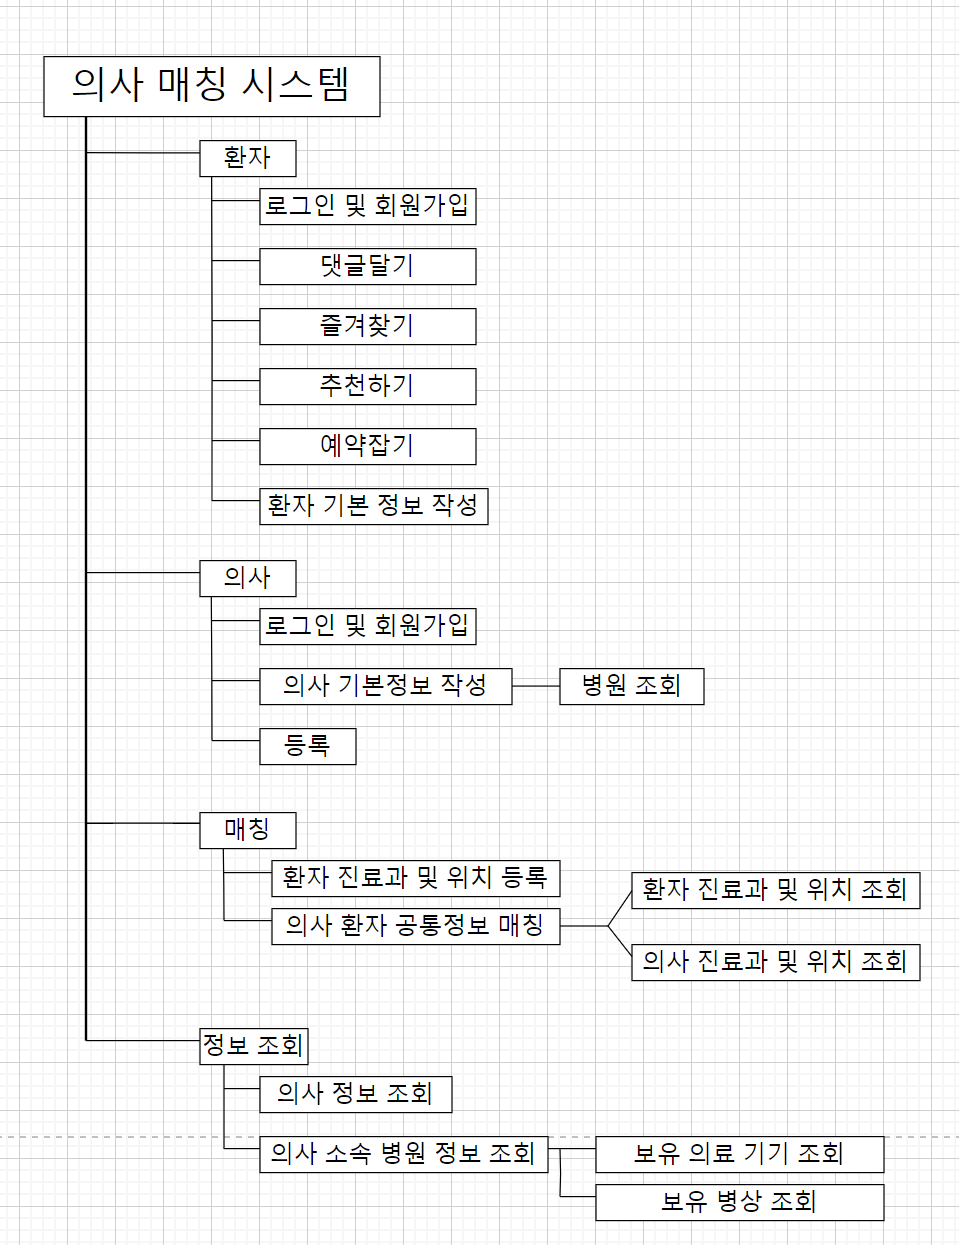 의사 매칭 시스템
환자
로그인 및 회원가입
댓글달기
즐겨찾기
추천하기
예약잡기
환자 기본 정보 작성
의사
로그인 및 회원가입
의사 기본정보 작성
병원 조회
등록
매칭
환자 진료과 및 위치 등록
의사 환자 공통정보 매칭
환자 진료과 및 위치 조회
의사 진료과 및 위치 조회
정보 조회
의사 정보 조회
의사 소속 병원 정보 조회
보유 의료 기기 조회
보유 병상 조회